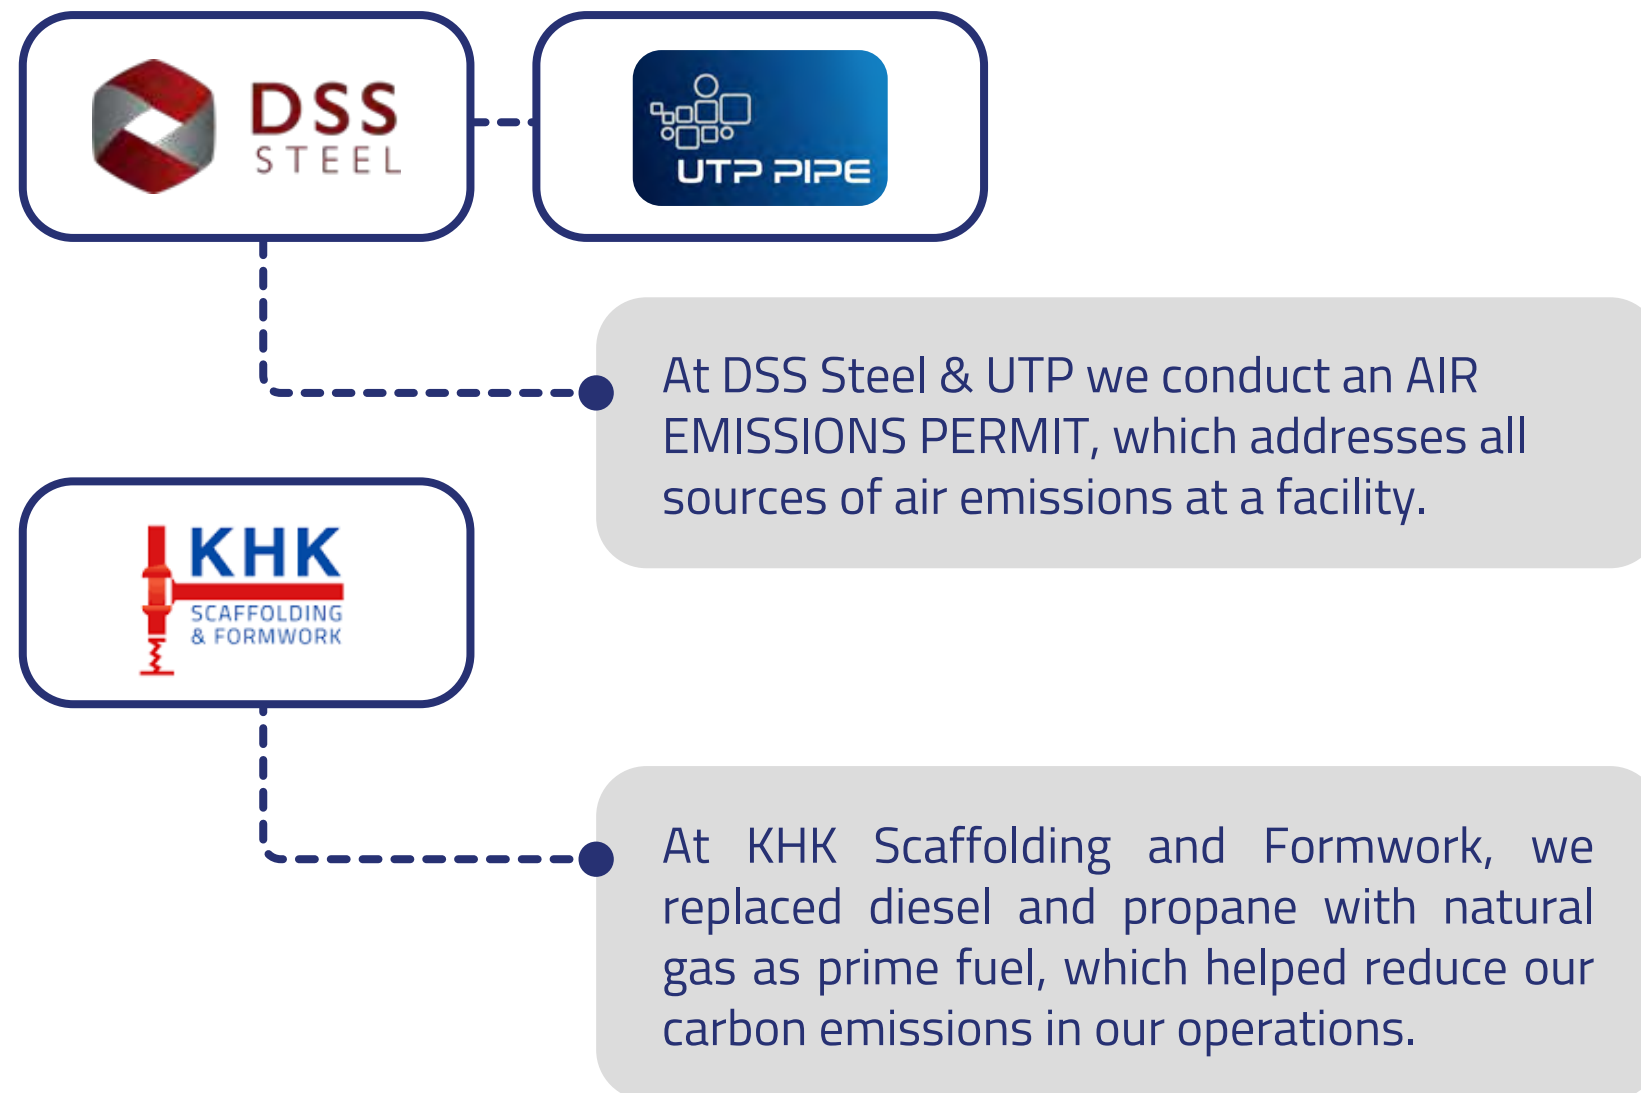 DSS
STEEL
UTP PIPE
At DSS Steel & UTP we conduct an AIR
EMISSIONS PERMIT, which addresses all
sources of air emissions at a facility.
KHK
SCAFFOLDING
& FORMWORK
At KHK Scaffolding and Formwork, we
replaced diesel and propane with natural
gas as prime fuel, which helped reduce our
carbon emissions in our operations.